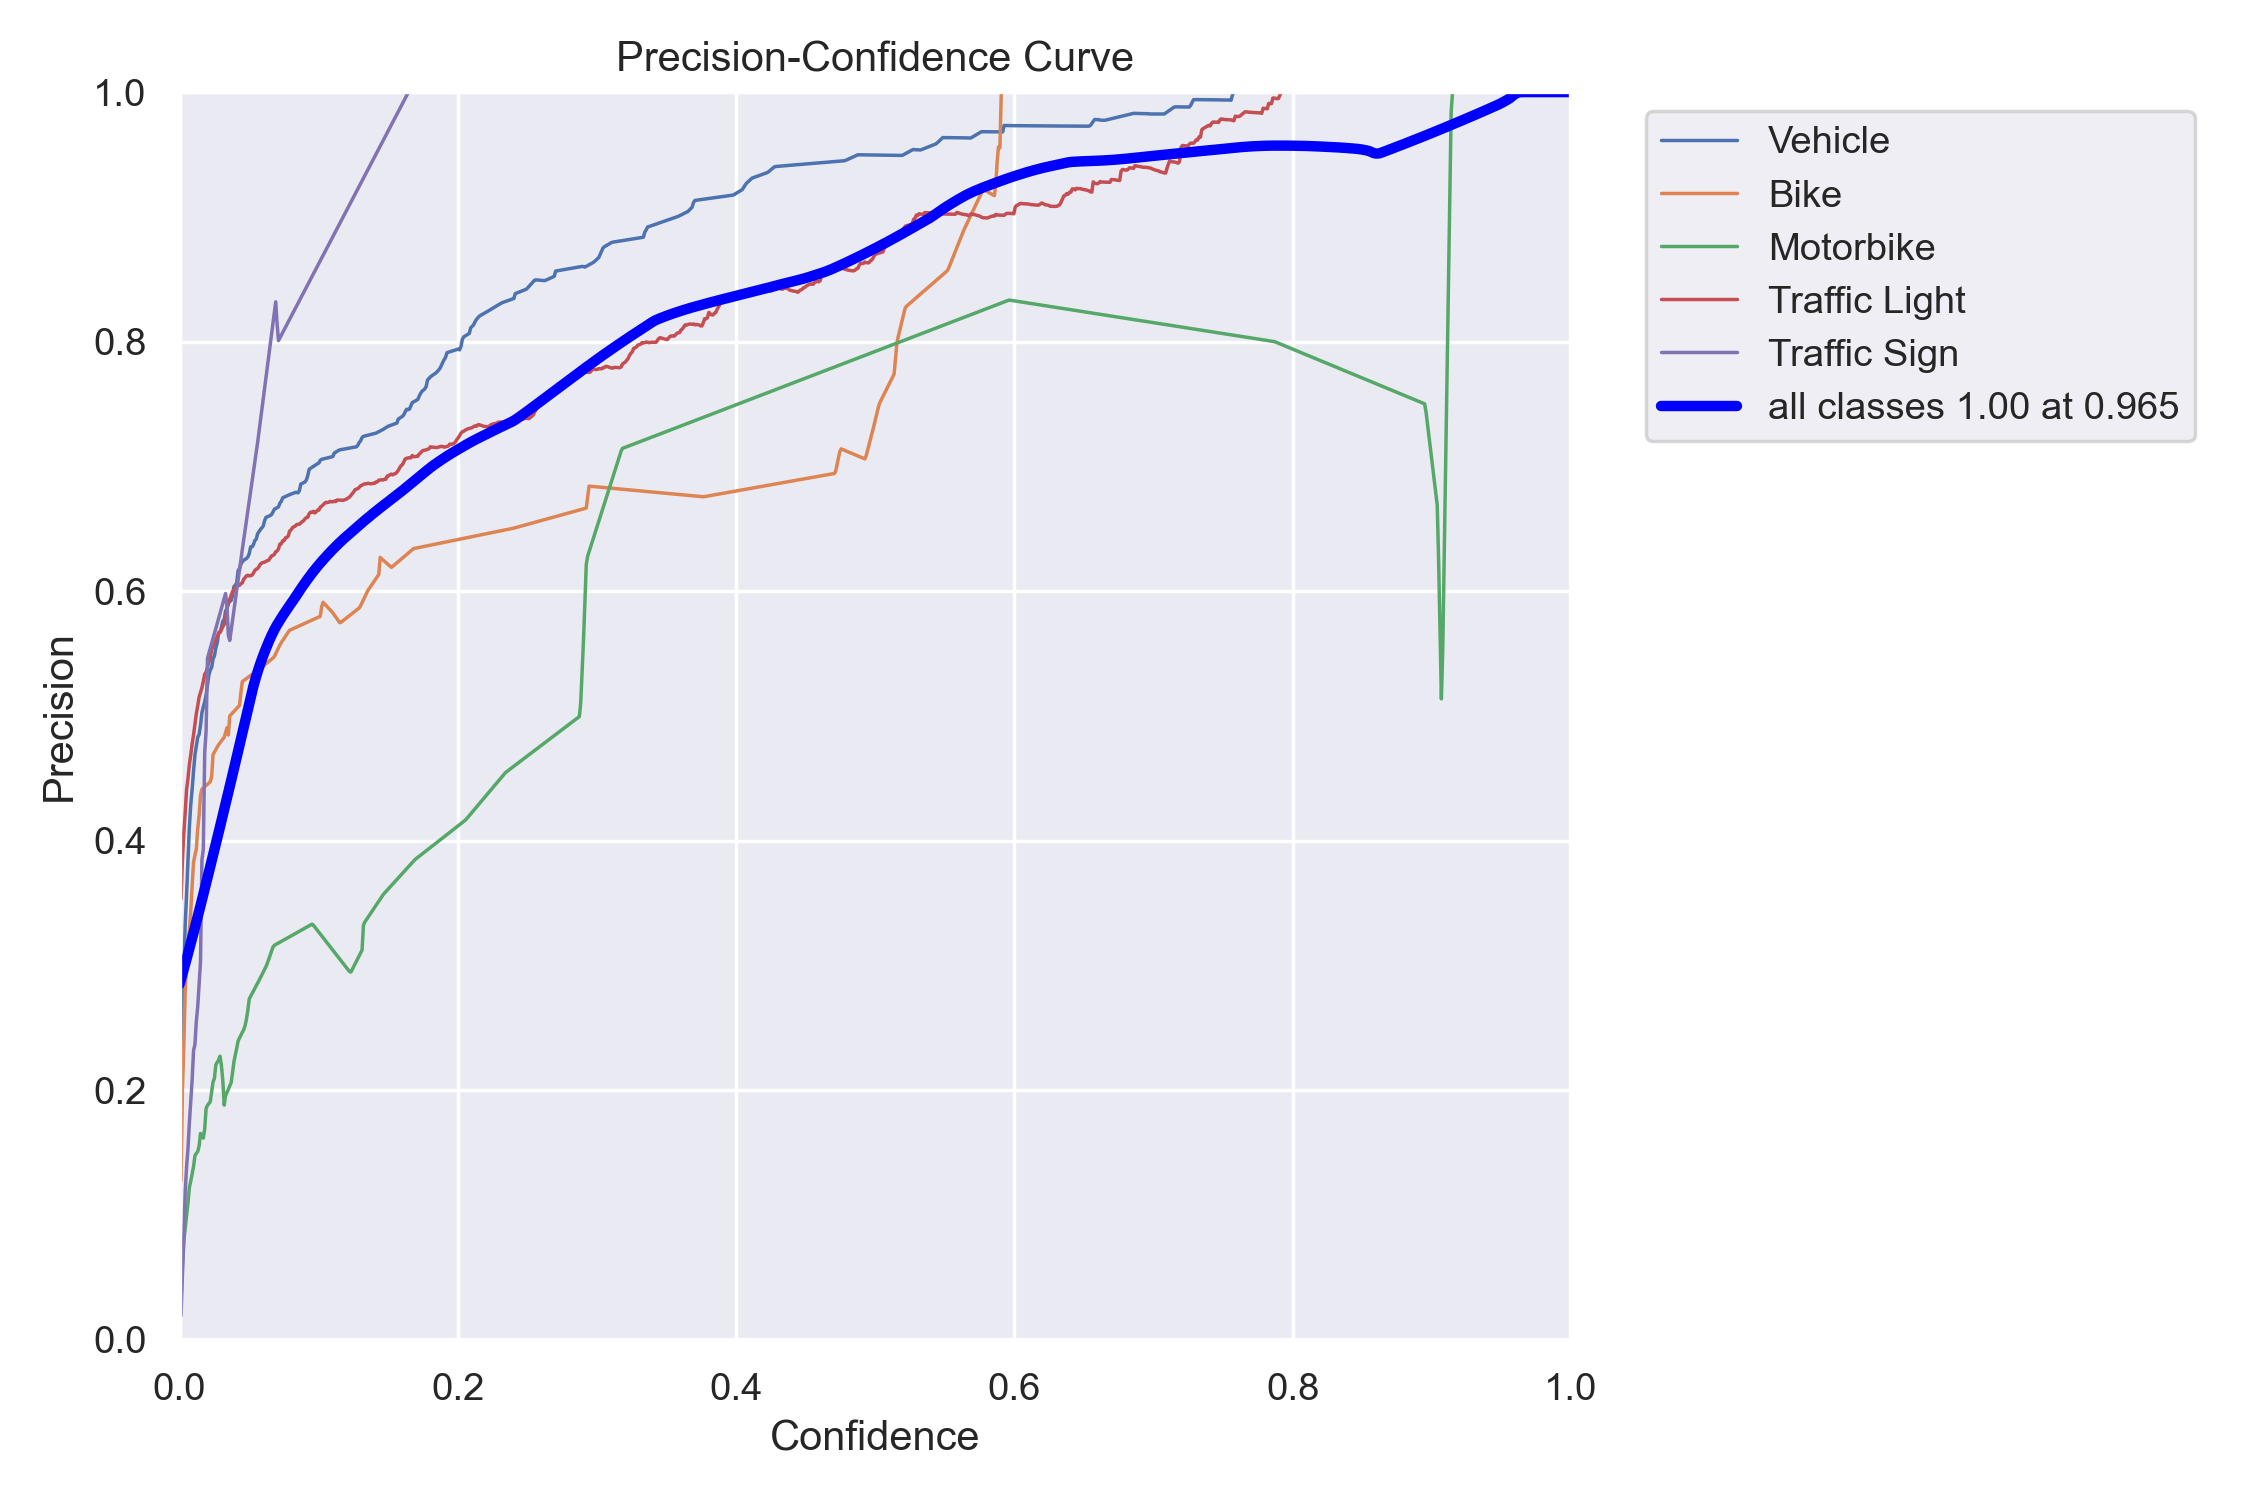 Precision-Confidence Curve
1.0
0.8
0.6
0.4
0.2
0.0
Precision
0.0 0.2 0.4 0.6 0.8 1.0
Confidence
Vehicle
Bike
Motorbike
Traffic Light
Traffic Sign
all classes 1.00 at 0.965